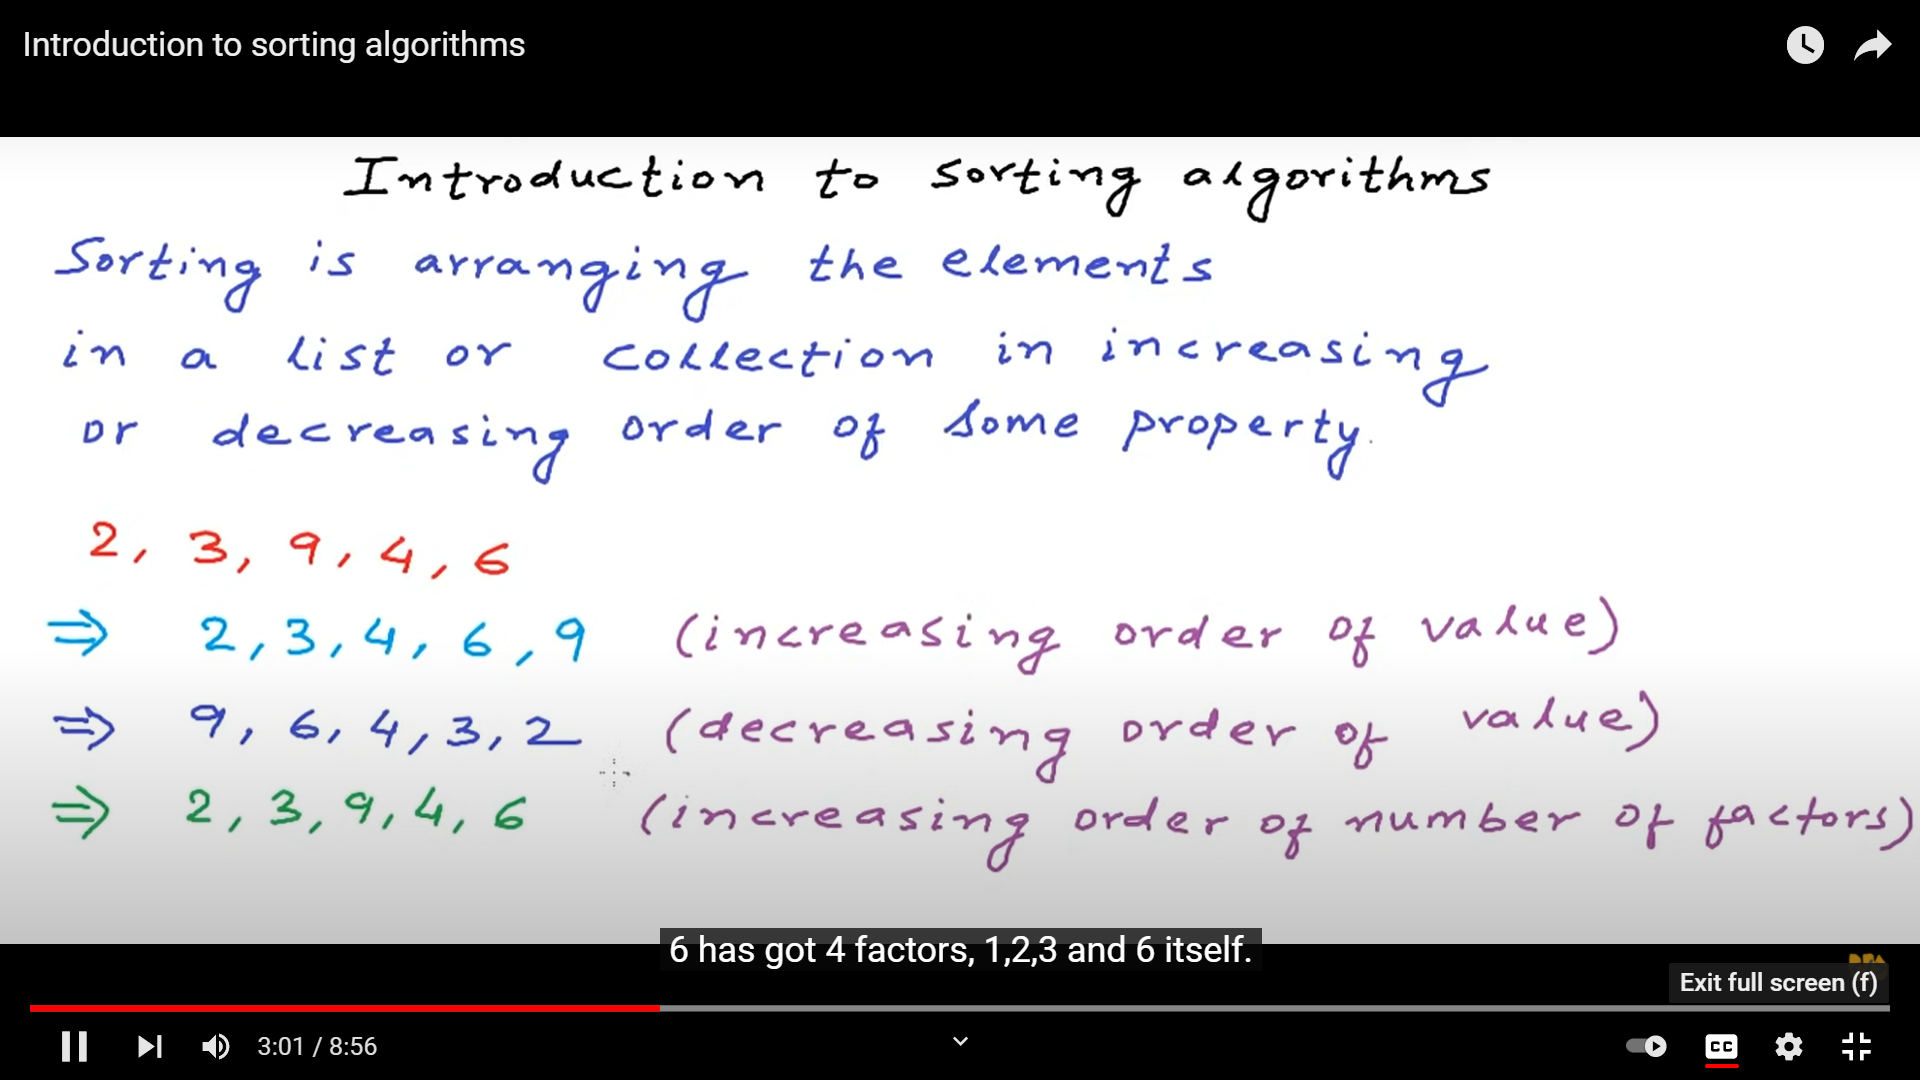 Introduction to sorting algorithms
Introduction to sorting algorithms
Sorting is arranging the elements
in a list or collection in increasing
or decreasing order of some property.
2, 3, 9, 4, 6
⇒ 2, 3, 4, 6, 9 (increasing order of value)
⇒ 9, 6, 4, 3, 2 (decreasing order of value)
⇒ 2, 3, 9, 4, 6 (increasing order of number of factors)
6 has got 4 factors, 1,2,3 and 6 itself.
Exit full screen (f)
3:01 / 8:56
CC